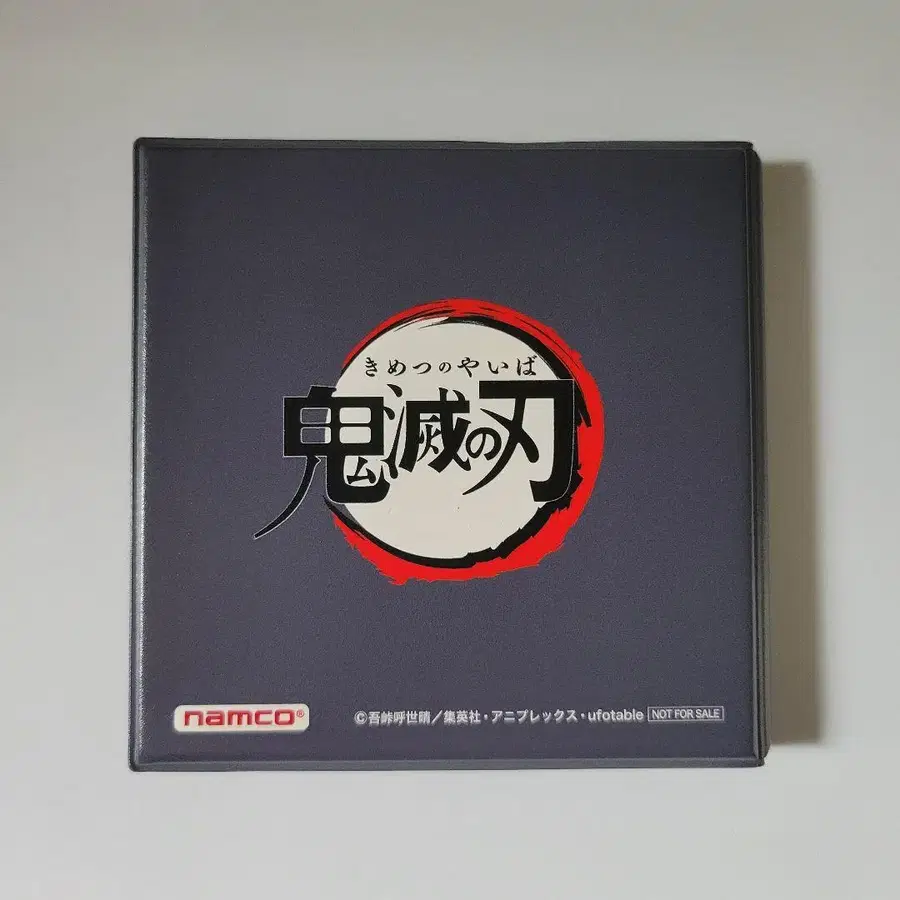 きめつのやいば
鬼滅の刃
namco®
©吾峠呼世晴／集英社・アニプレックス・ufotable NOT FOR SALE